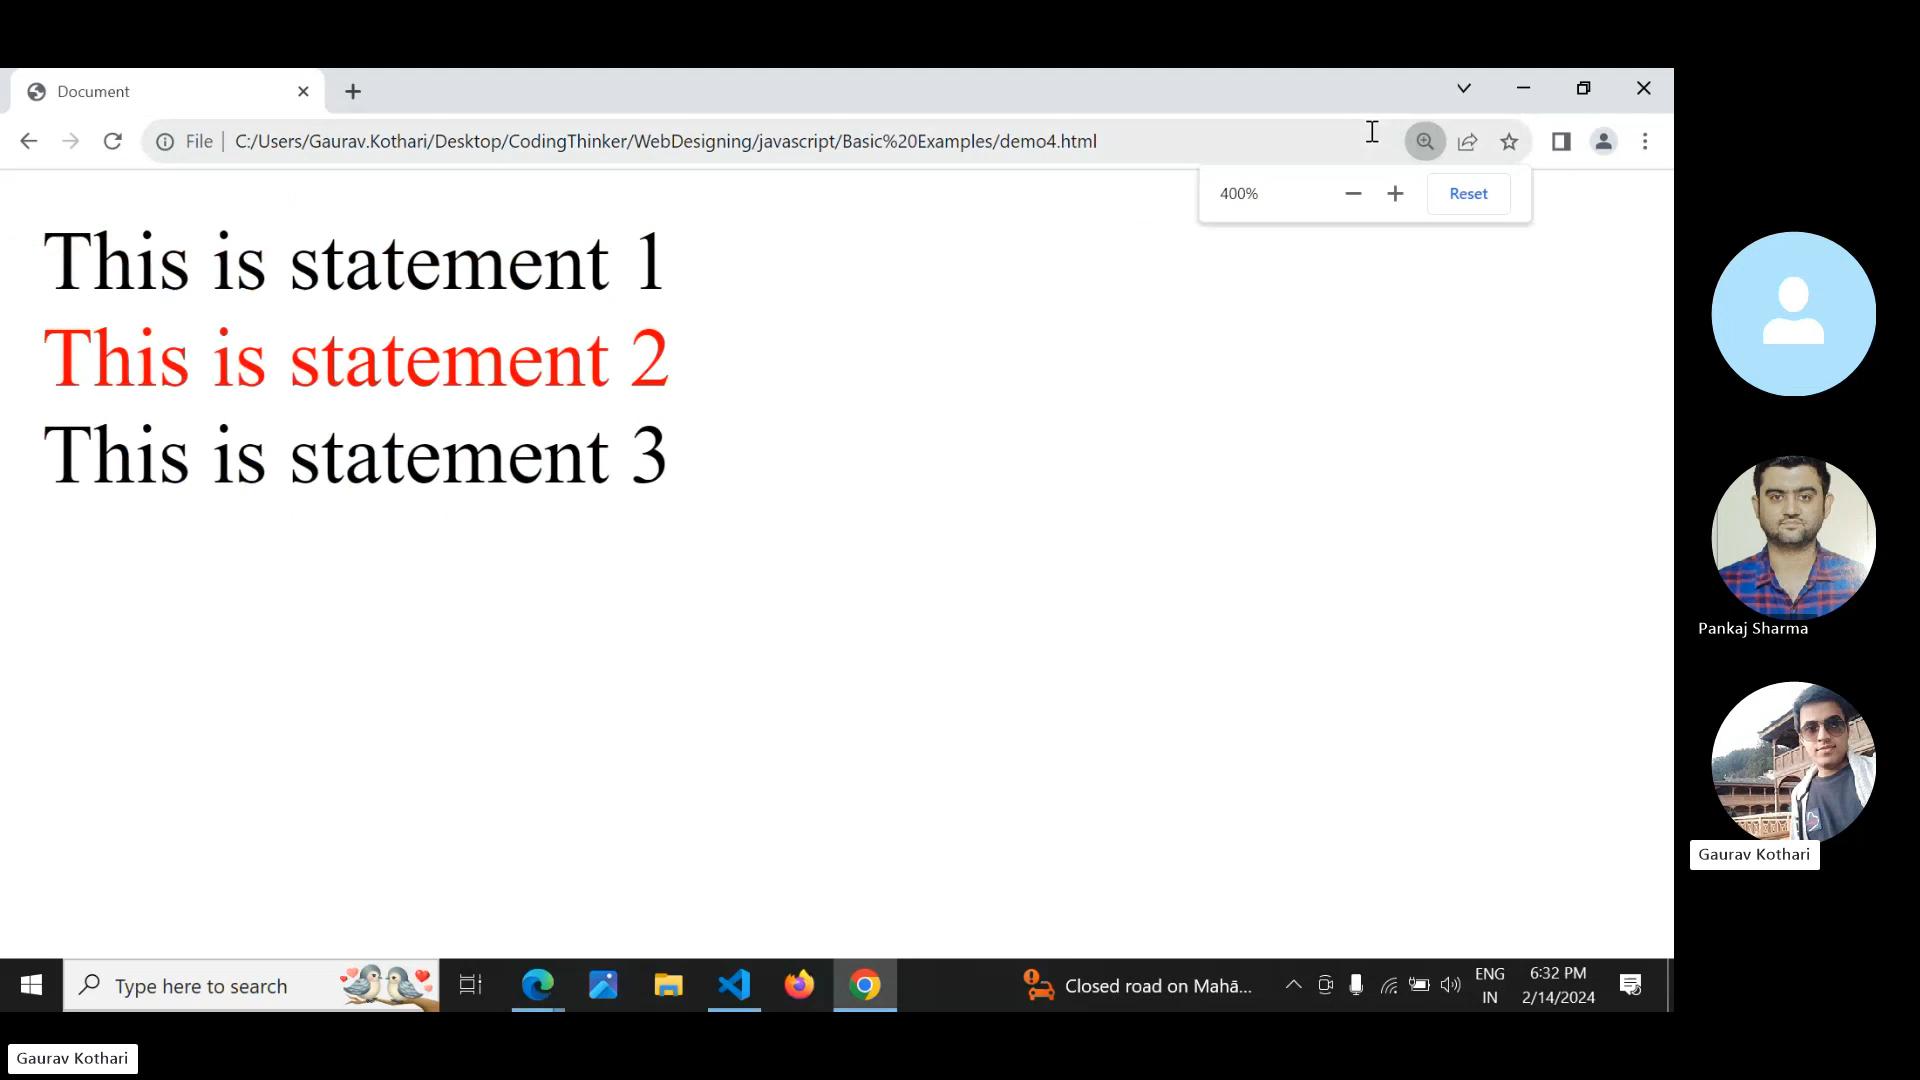 Document
File
C:/Users/Gaurav.Kothari/Desktop/CodingThinker/WebDesigning/javascript/Basic%20Examples/demo4.html
400%
Reset
This is statement 1
This is statement 2
This is statement 3
Pankaj Sharma
Gaurav Kothari
Type here to search
Closed road on Mahā...
ENG
IN
6:32 PM
2/14/2024
Gaurav Kothari